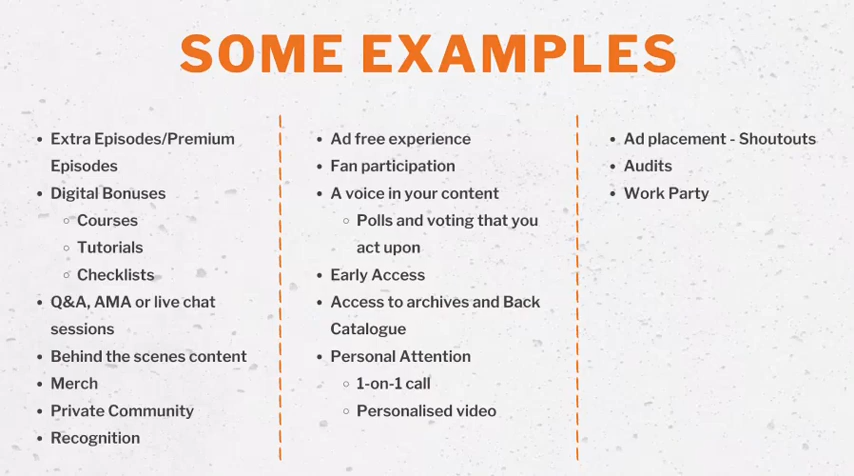 SOME EXAMPLES
• Extra Episodes/Premium
Episodes
• Digital Bonuses
○ Courses
○ Tutorials
○ Checklists
• Q&A, AMA or live chat
sessions
• Behind the scenes content
• Merch
• Private Community
• Recognition
• Ad free experience
• Fan participation
• A voice in your content
○ Polls and voting that you
act upon
• Early Access
• Access to archives and Back
Catalogue
• Personal Attention
○ 1-on-1 call
○ Personalised video
• Ad placement - Shoutouts
• Audits
• Work Party